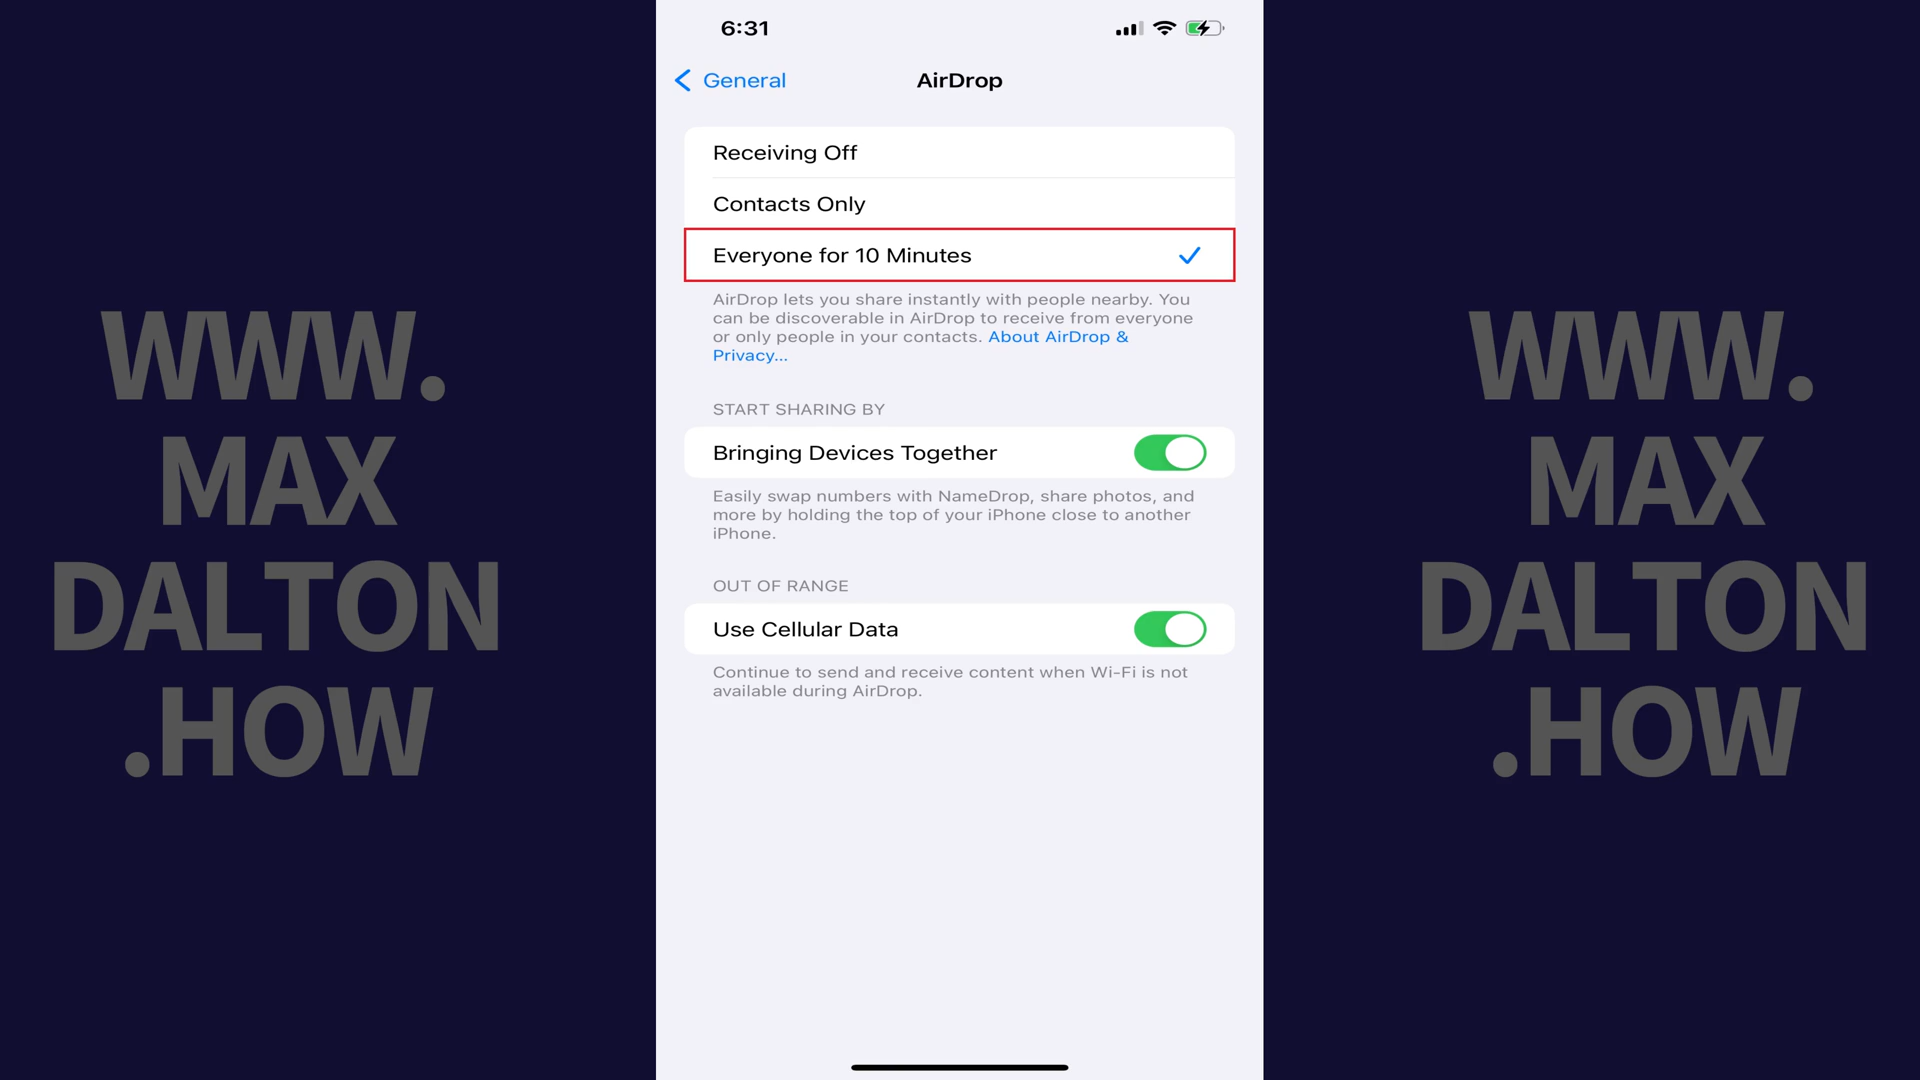 6:31
General
AirDrop
Receiving Off
Contacts Only
Everyone for 10 Minutes
AirDrop lets you share instantly with people nearby. You
can be discoverable in AirDrop to receive from everyone
or only people in your contacts. About AirDrop &
Privacy...
START SHARING BY
Bringing Devices Together
Easily swap numbers with NameDrop, share photos, and
more by holding the top of your iPhone close to another
iPhone.
OUT OF RANGE
Use Cellular Data
Continue to send and receive content when Wi-Fi is not
available during AirDrop.
WWW.
MAX
DALTON
.HOW
WWW.
MAX
DALTON
.HOW